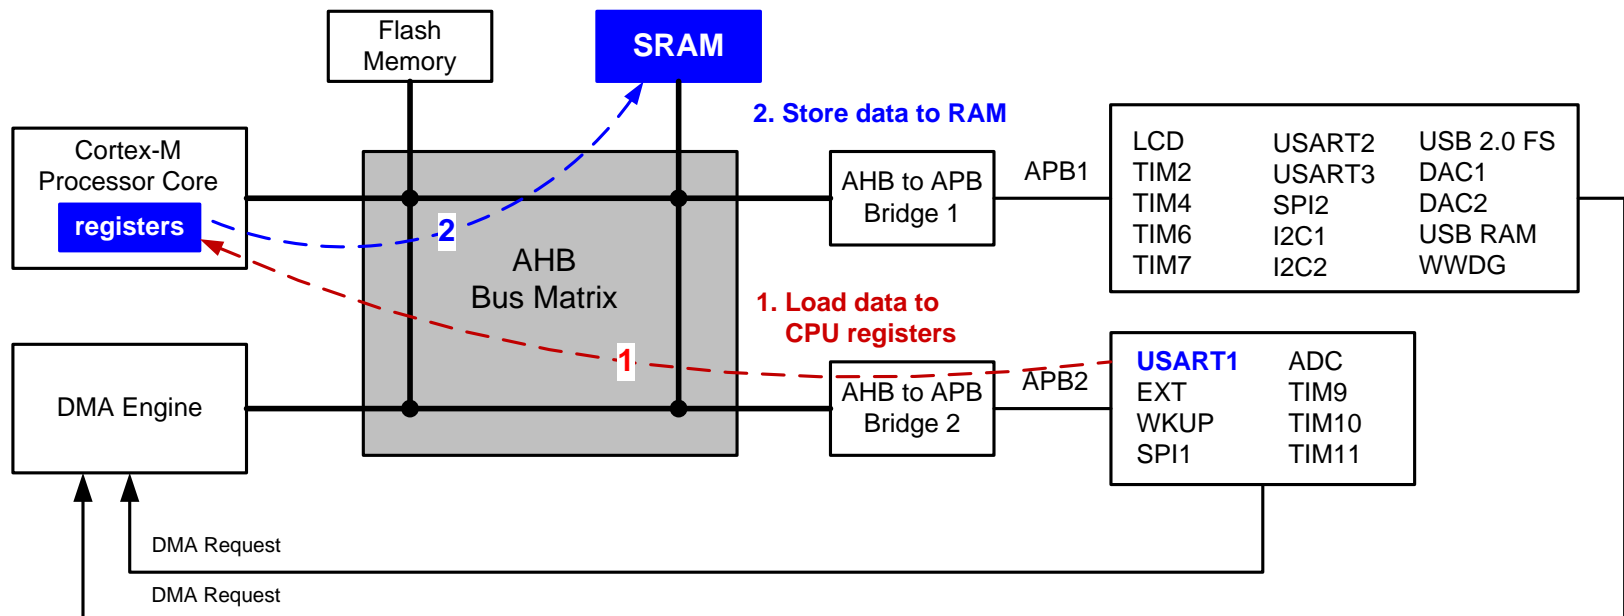 Flash
Memory
SRAM
2. Store data to RAM
Cortex-M
Processor Core
registers
2
AHB
Bus Matrix
AHB to APB
Bridge 1
APB1
LCD
TIM2
TIM4
TIM6
TIM7
USART2
USART3
SPI2
I2C1
I2C2
USB 2.0 FS
DAC1
DAC2
USB RAM
WWDG
1. Load data to
CPU registers
1
DMA Engine
AHB to APB
Bridge 2
APB2
USART1
EXT
WKUP
SPI1
ADC
TIM9
TIM10
TIM11
DMA Request
DMA Request